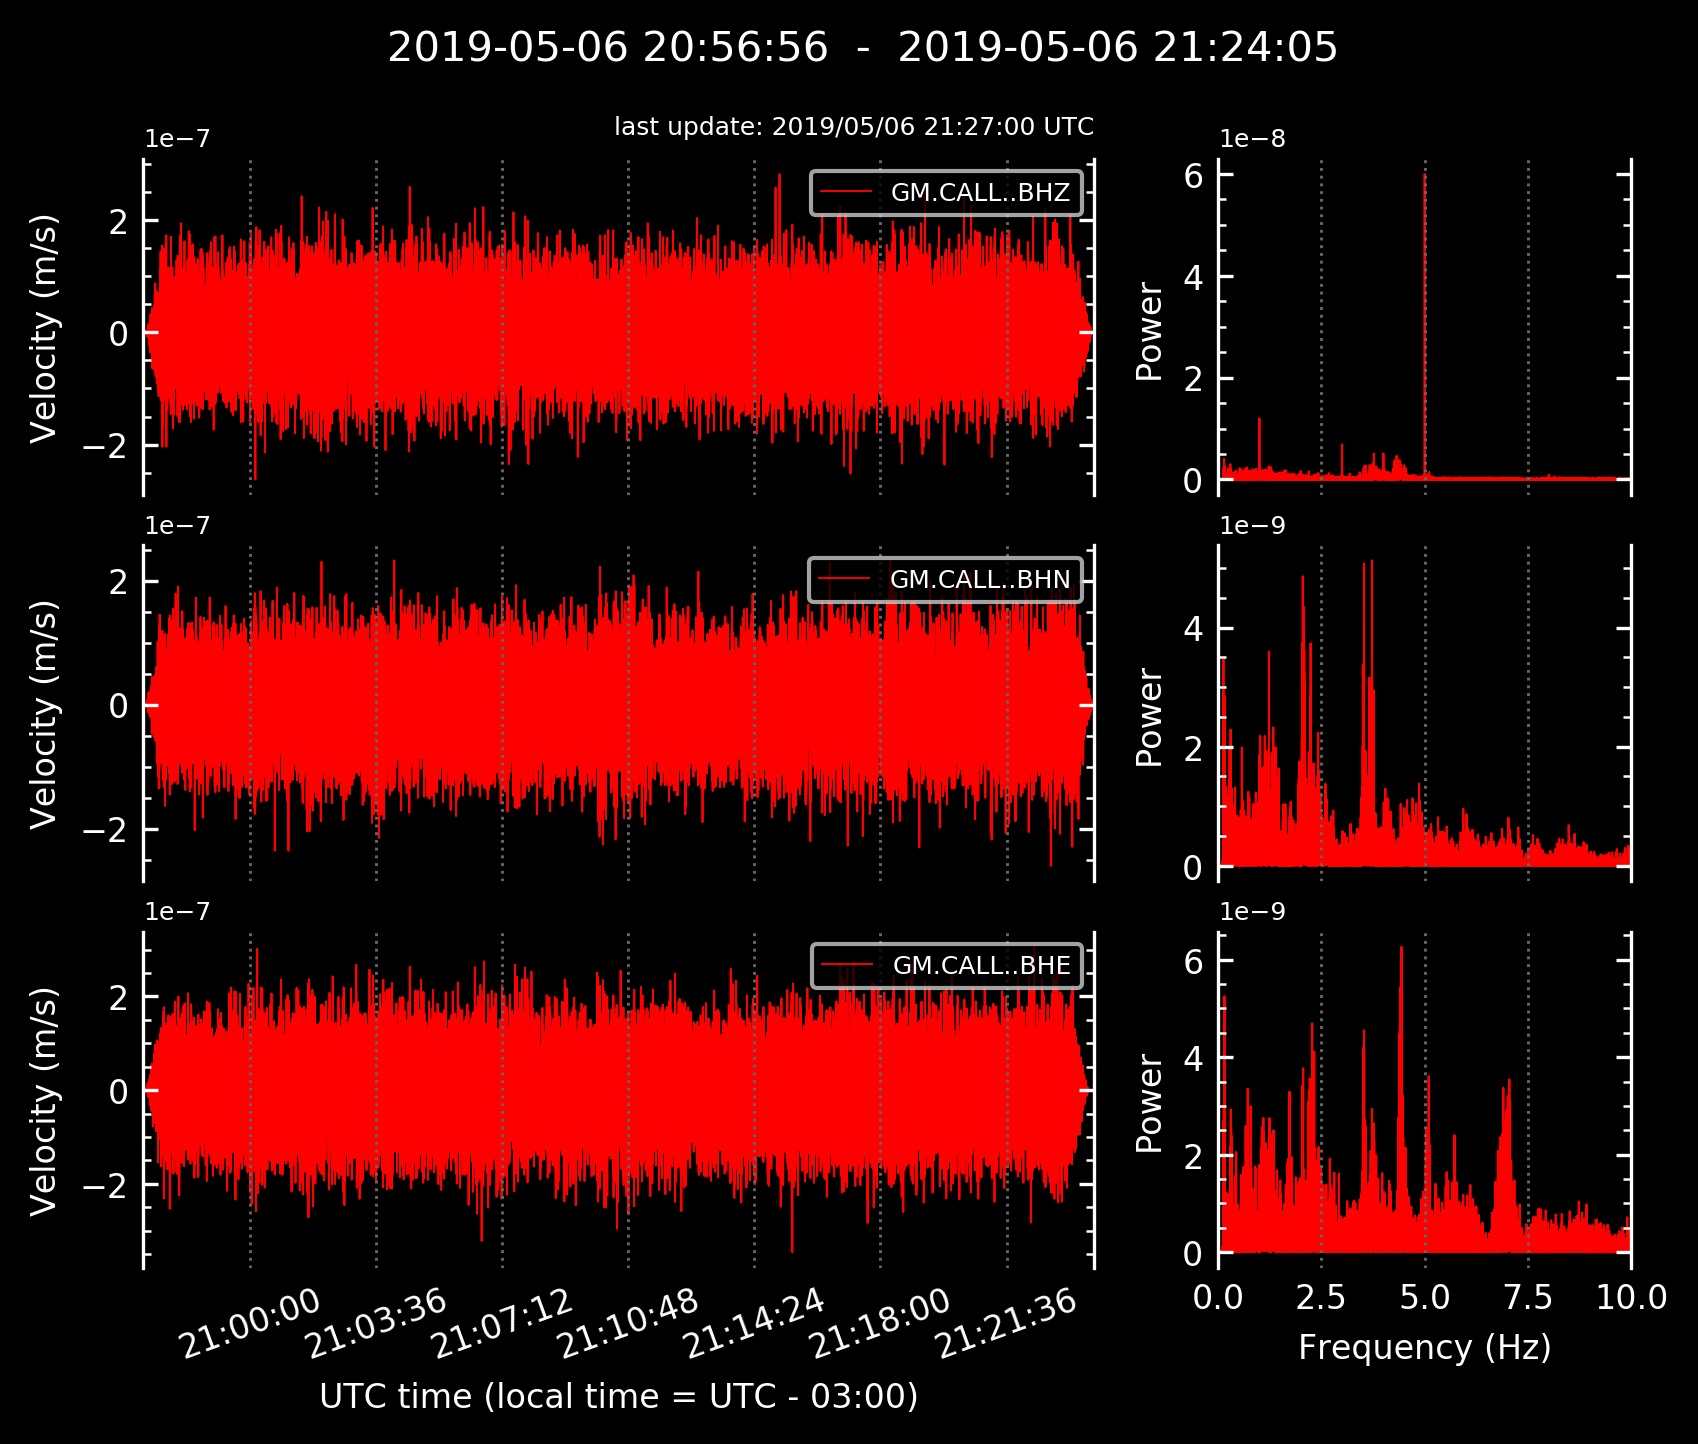 2019-05-06 20:56:56  -  2019-05-06 21:24:05
last update: 2019/05/06 21:27:00 UTC
1e−7
1e−8
GM.CALL..BHZ
Velocity (m/s)
2
0
−2
Power
6
4
2
0
1e−7
1e−9
GM.CALL..BHN
Velocity (m/s)
2
0
−2
Power
4
2
0
1e−7
1e−9
GM.CALL..BHE
Velocity (m/s)
2
0
−2
Power
6
4
2
0
21:00:00 21:03:36 21:07:12 21:10:48 21:14:24 21:18:00 21:21:36
0.0 2.5 5.0 7.5 10.0
UTC time (local time = UTC - 03:00)
Frequency (Hz)